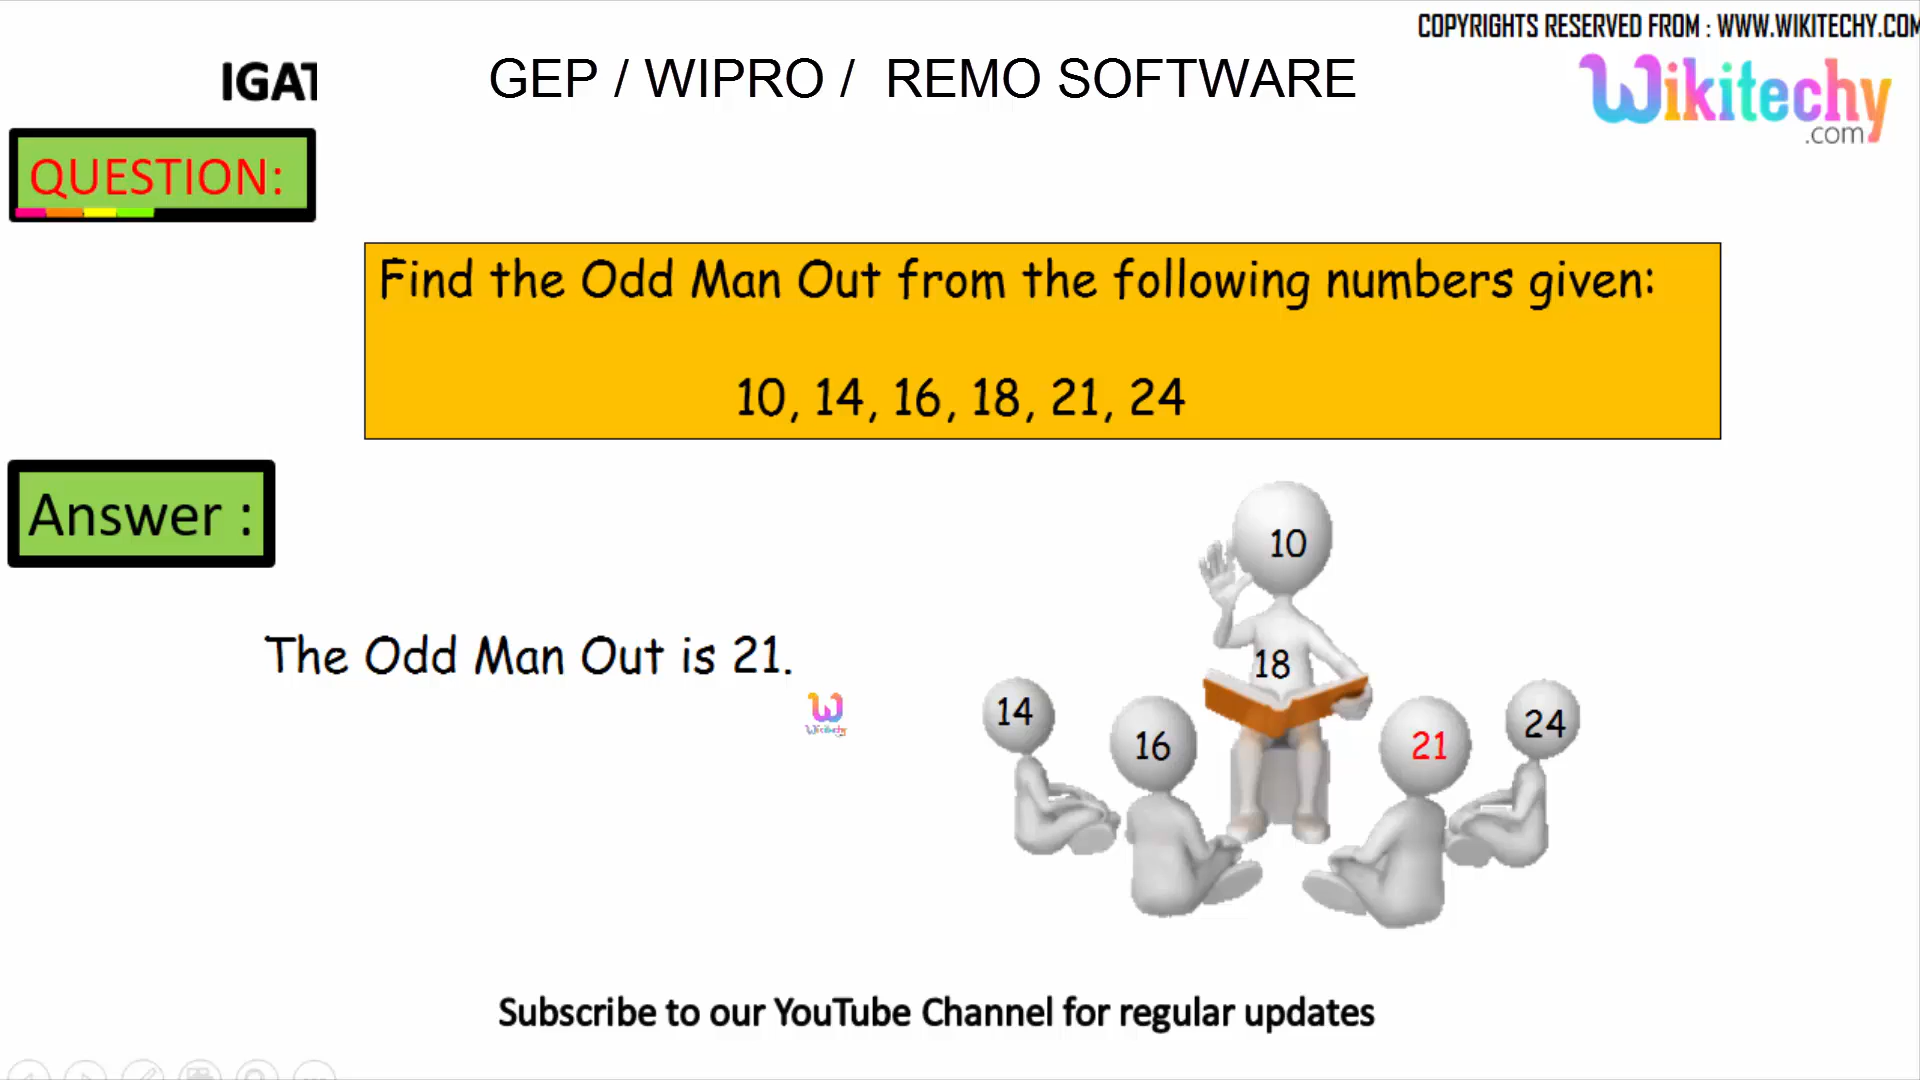 COPYRIGHTS RESERVED FROM : WWW.WIKITECHY.COM
IGAT
GEP / WIPRO / REMO SOFTWARE
Wikitechy
.com
QUESTION:
Find the Odd Man Out from the following numbers given:
10, 14, 16, 18, 21, 24
Answer :
The Odd Man Out is 21.
W
Wikitechy
10
18
14
16
21
24
Subscribe to our YouTube Channel for regular updates